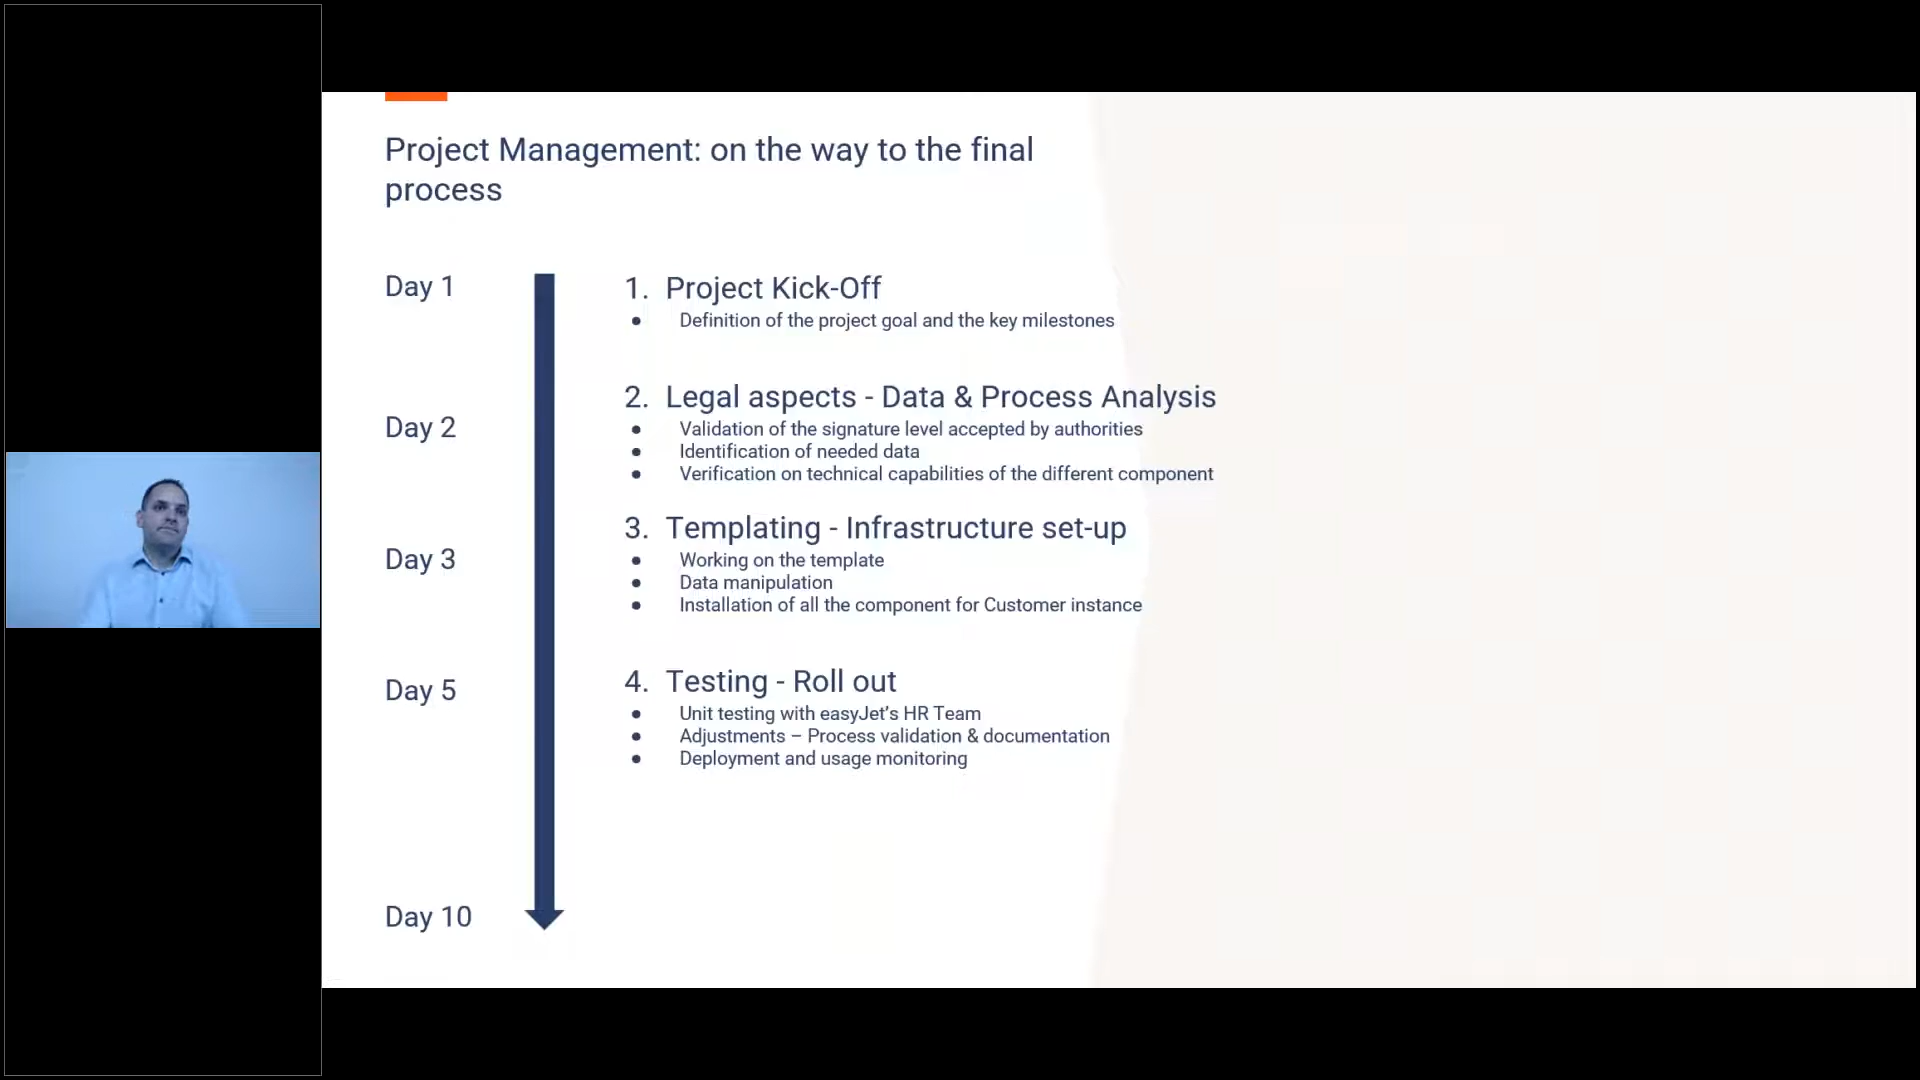 Project Management: on the way to the final
process
Day 1
1. Project Kick-Off
● Definition of the project goal and the key milestones
Day 2
2. Legal aspects - Data & Process Analysis
● Validation of the signature level accepted by authorities
● Identification of needed data
● Verification on technical capabilities of the different component
Day 3
3. Templating - Infrastructure set-up
● Working on the template
● Data manipulation
● Installation of all the component for Customer instance
Day 5
4. Testing - Roll out
● Unit testing with easyJet’s HR Team
● Adjustments – Process validation & documentation
● Deployment and usage monitoring
Day 10